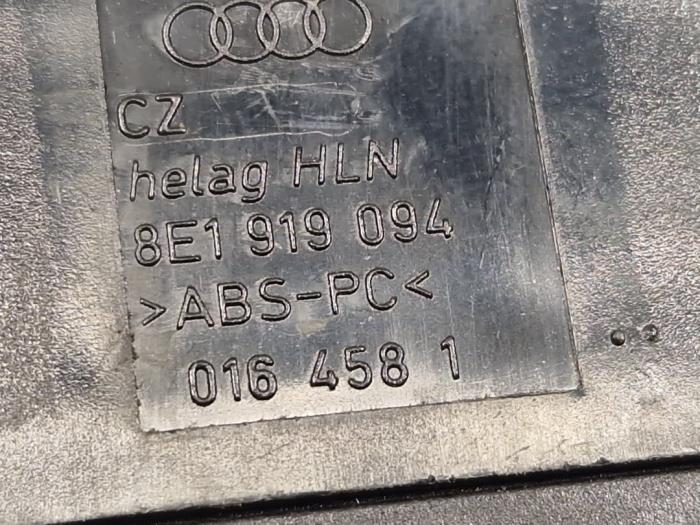 CZ
helag HLN
8E1 919 094
>ABS-PC<
016 458 1